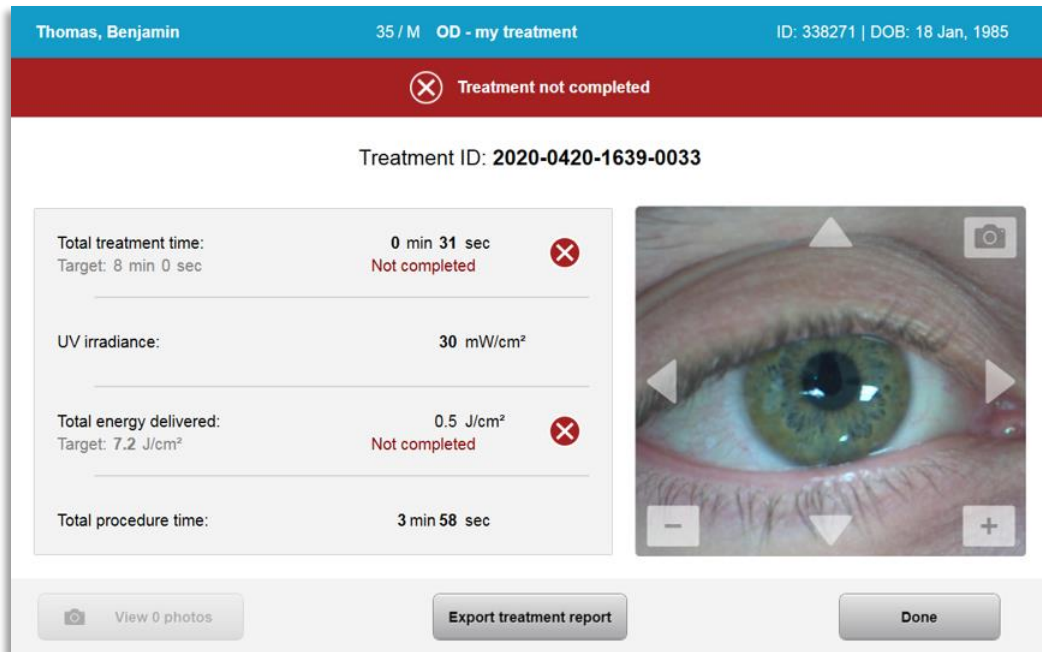 Thomas, Benjamin 35 / M OD - my treatment ID: 338271 | DOB: 18 Jan, 1985
Treatment not completed
Treatment ID: 2020-0420-1639-0033
Total treatment time: 0 min 31 sec
Target: 8 min 0 sec Not completed
UV irradiance: 30 mW/cm²
Total energy delivered: 0.5 J/cm²
Target: 7.2 J/cm² Not completed
Total procedure time: 3 min 58 sec
View 0 photos Export treatment report Done